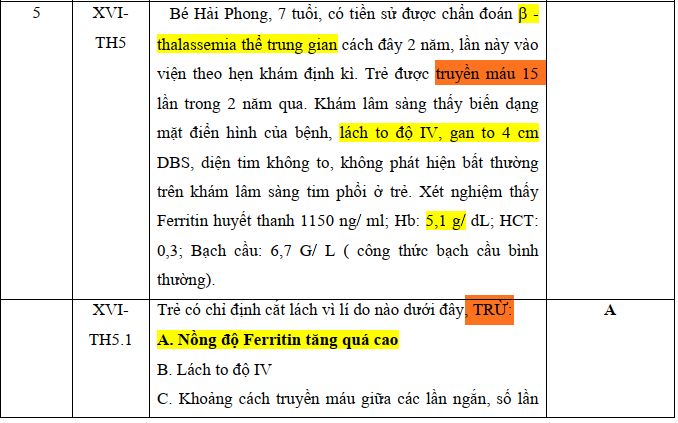 5
XVI-
TH5
Bé Hải Phong, 7 tuổi, có tiền sử được chẩn đoán β -
thalassemia thể trung gian cách đây 2 năm, lần này vào
viện theo hẹn khám định kì. Trẻ được truyền máu 15
lần trong 2 năm qua. Khám lâm sàng thấy biến dạng
mặt điển hình của bệnh, lách to độ IV, gan to 4 cm
DBS, diện tim không to, không phát hiện bất thường
trên khám lâm sàng tim phổi ở trẻ. Xét nghiệm thấy
Ferritin huyết thanh 1150 ng/ ml; Hb: 5,1 g/ dL; HCT:
0,3; Bạch cầu: 6,7 G/ L ( công thức bạch cầu bình
thường).
XVI-
TH5.1
Trẻ có chỉ định cắt lách vì lí do nào dưới đây, TRỪ:
A. Nồng độ Ferritin tăng quá cao
B. Lách to độ IV
C. Khoảng cách truyền máu giữa các lần ngắn, số lần
A